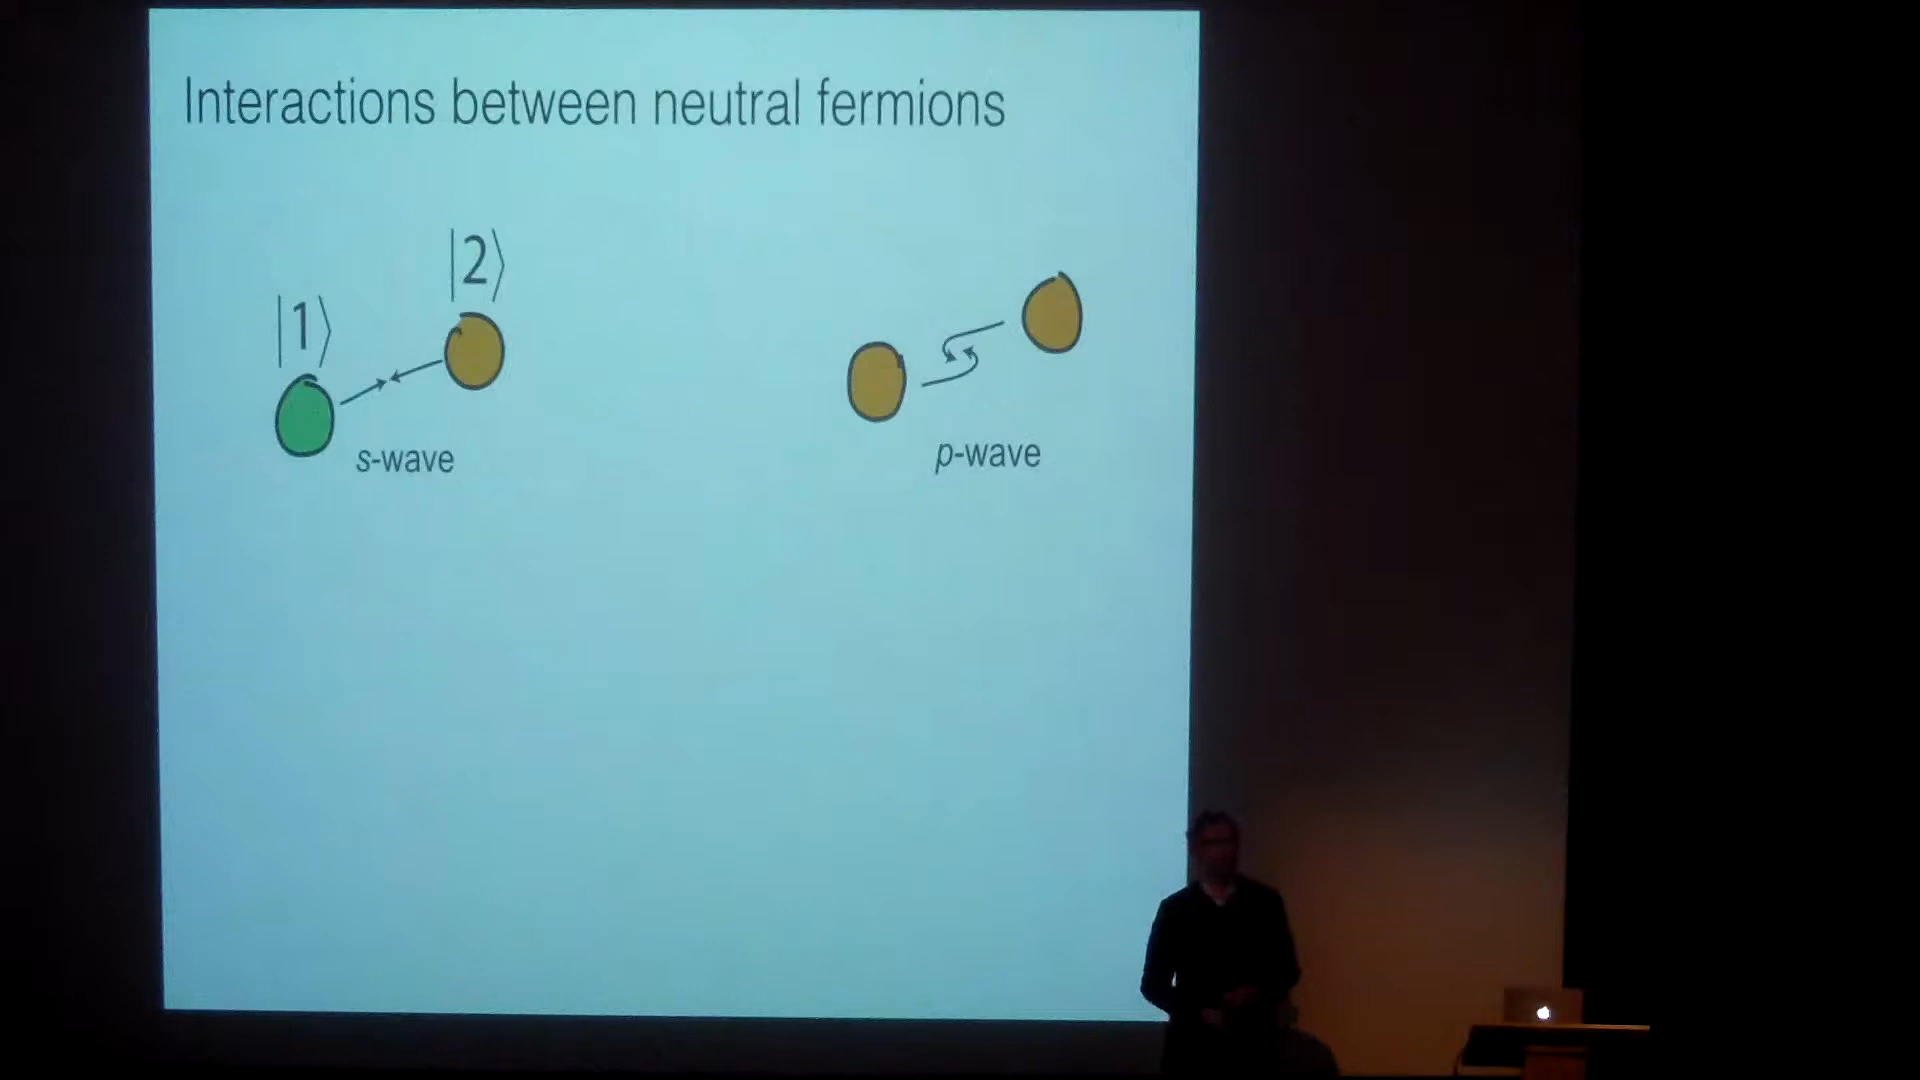 Interactions between neutral fermions
|2⟩
|1⟩
s-wave
p-wave